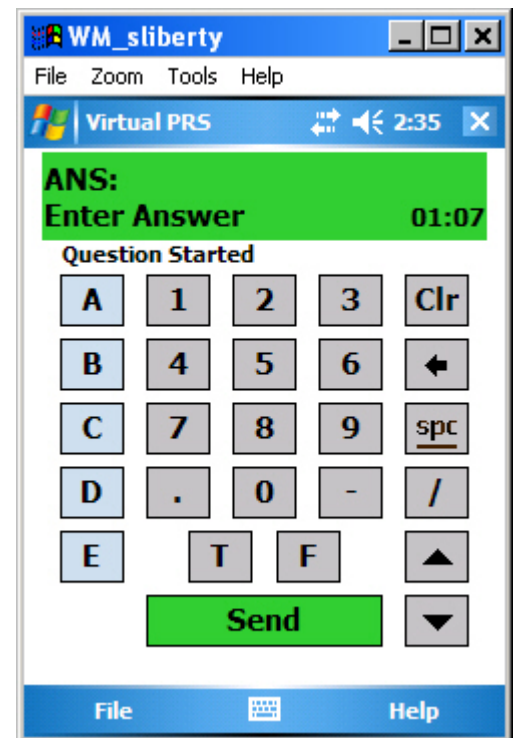 WM_sliberty
File Zoom Tools Help
Virtual PRS 2:35
ANS:
Enter Answer 01:07
Question Started
A 1 2 3 Clr
B 4 5 6
C 7 8 9 spc
D . 0 - /
E T F
Send
File Help